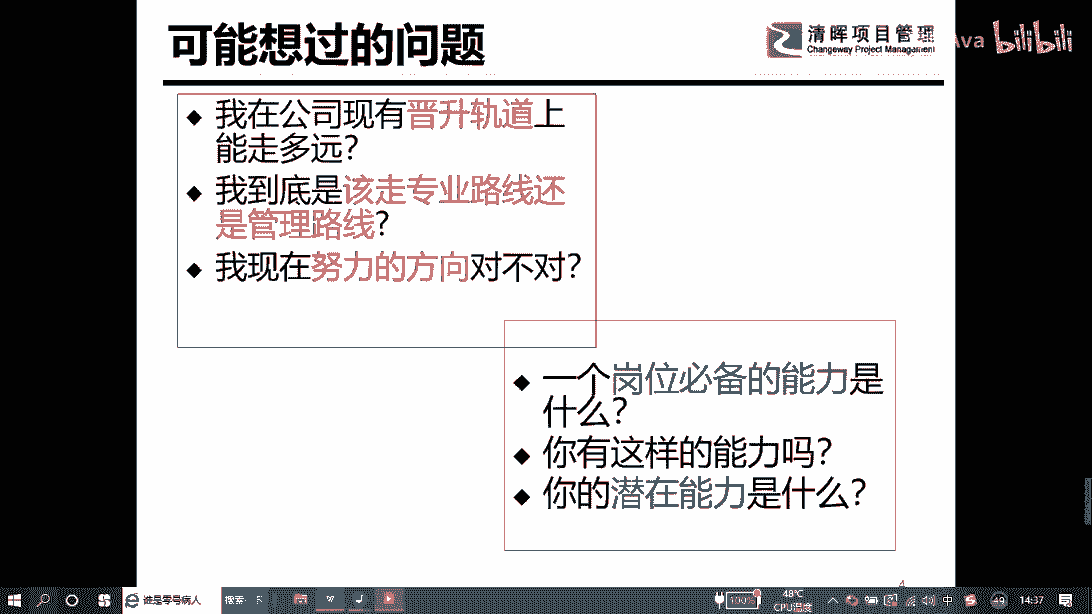 可能想过的问题
清晖项目管理
Changeway Project Management
bilibili
◆ 我在公司现有晋升轨道上
能走多远?
◆ 我到底是该走专业路线还
是管理路线?
◆ 我现在努力的方向对不对?
◆ 一个岗位必备的能力是
什么?
◆ 你有这样的能力吗?
◆ 你的潜在能力是什么?
4
谁是零号病人
搜索
100%
48℃
CPU温度
中
49
14:37